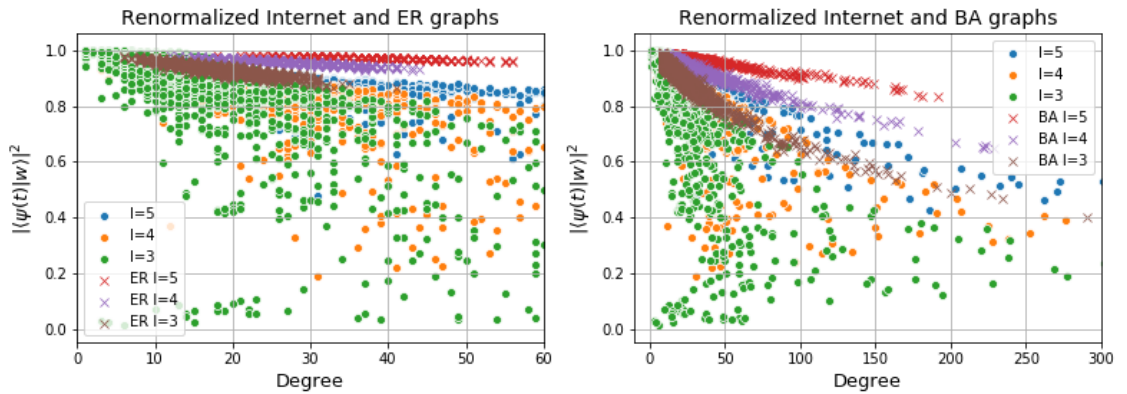 Renormalized Internet and ER graphs
|⟨ψ(t)|w⟩|²
1.0
0.8
0.6
0.4
0.2
0.0
l=5
l=4
l=3
ER l=5
ER l=4
ER l=3
0 10 20 30 40 50 60
Degree
Renormalized Internet and BA graphs
|⟨ψ(t)|w⟩|²
1.0
0.8
0.6
0.4
0.2
0.0
l=5
l=4
l=3
BA l=5
BA l=4
BA l=3
0 50 100 150 200 250 300
Degree